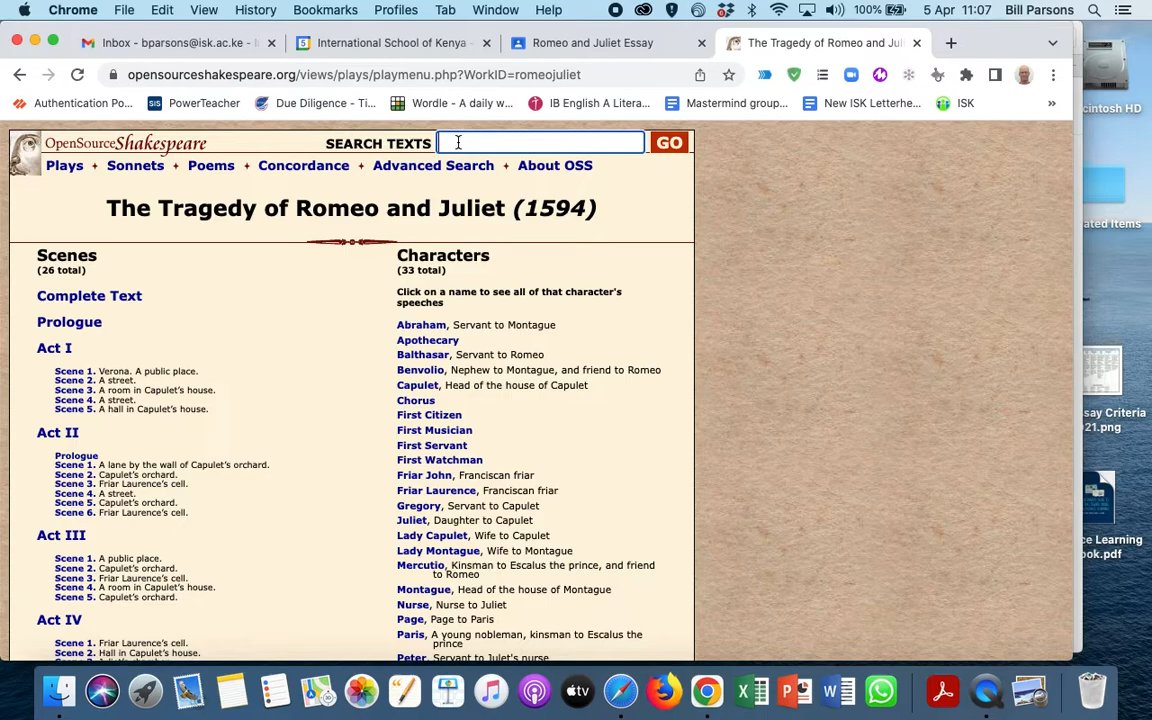 Chrome File Edit View History Bookmarks Profiles Tab Window Help 100% 5 Apr 11:07 Bill Parsons
Inbox - bparsons@isk.ac.ke - I
International School of Kenya -
Romeo and Juliet Essay
The Tragedy of Romeo and Juli
opensourceshakespeare.org/views/plays/playmenu.php?WorkID=romeojuliet
Authentication Po... PowerTeacher Due Diligence - Ti... Wordle - A daily w... IB English A Litera... Mastermind group... New ISK Letterhe... ISK »
OpenSourceShakespeare SEARCH TEXTS GO
Plays Sonnets Poems Concordance Advanced Search About OSS
The Tragedy of Romeo and Juliet (1594)
Scenes
(26 total)
Complete Text
Prologue
Act I
Scene 1. Verona. A public place.
Scene 2. A street.
Scene 3. A room in Capulet's house.
Scene 4. A street.
Scene 5. A hall in Capulet's house.
Act II
Prologue
Scene 1. A lane by the wall of Capulet's orchard.
Scene 2. Capulet's orchard.
Scene 3. Friar Laurence's cell.
Scene 4. A street.
Scene 5. Capulet's orchard.
Scene 6. Friar Laurence's cell.
Act III
Scene 1. A public place.
Scene 2. Capulet's orchard.
Scene 3. Friar Laurence's cell.
Scene 4. A room in Capulet's house.
Scene 5. Capulet's orchard.
Act IV
Scene 1. Friar Laurence's cell.
Scene 2. Hall in Capulet's house.
Characters
(33 total)
Click on a name to see all of that character's
speeches
Abraham, Servant to Montague
Apothecary
Balthasar, Servant to Romeo
Benvolio, Nephew to Montague, and friend to Romeo
Capulet, Head of the house of Capulet
Chorus
First Citizen
First Musician
First Servant
First Watchman
Friar John, Franciscan friar
Friar Laurence, Franciscan friar
Gregory, Servant to Capulet
Juliet, Daughter to Capulet
Lady Capulet, Wife to Capulet
Lady Montague, Wife to Montague
Mercutio, Kinsman to Escalus the prince, and friend
to Romeo
Montague, Head of the house of Montague
Nurse, Nurse to Juliet
Page, Page to Paris
Paris, A young nobleman, kinsman to Escalus the
prince
Peter, Servant to Julet's nurse
cintosh HD
ated Items
say Criteria
21.png
ce Learning
ok.pdf